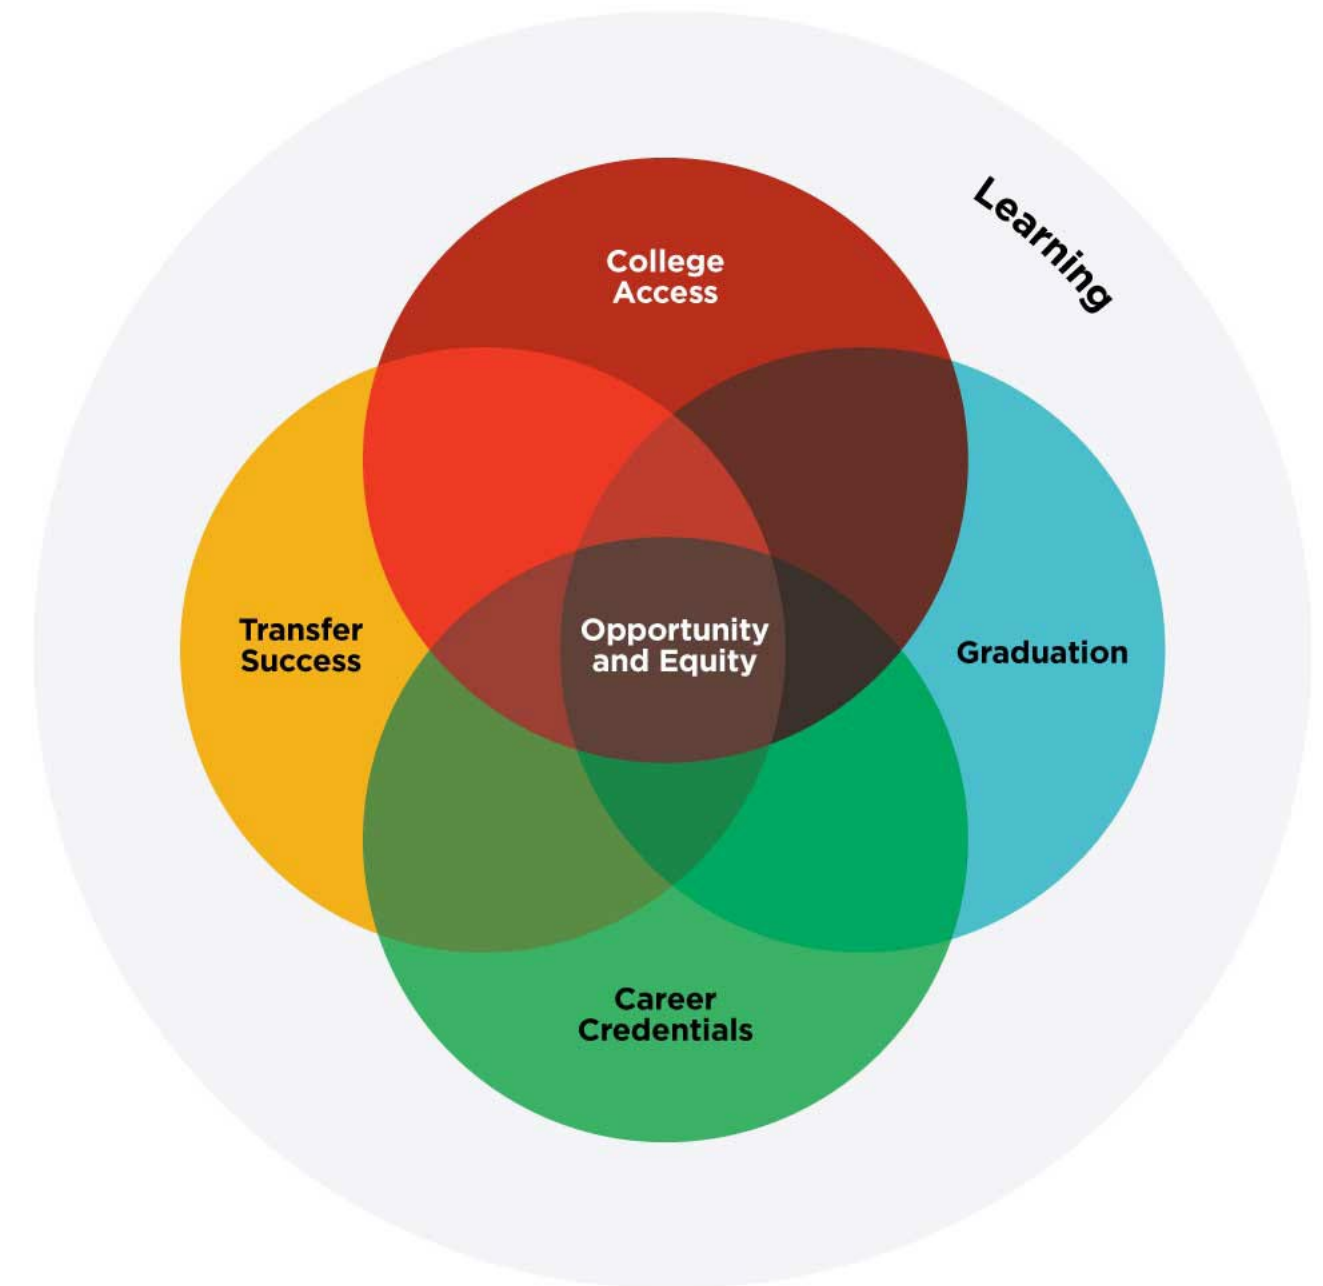 Learning
College
Access
Transfer
Success
Opportunity
and Equity
Graduation
Career
Credentials